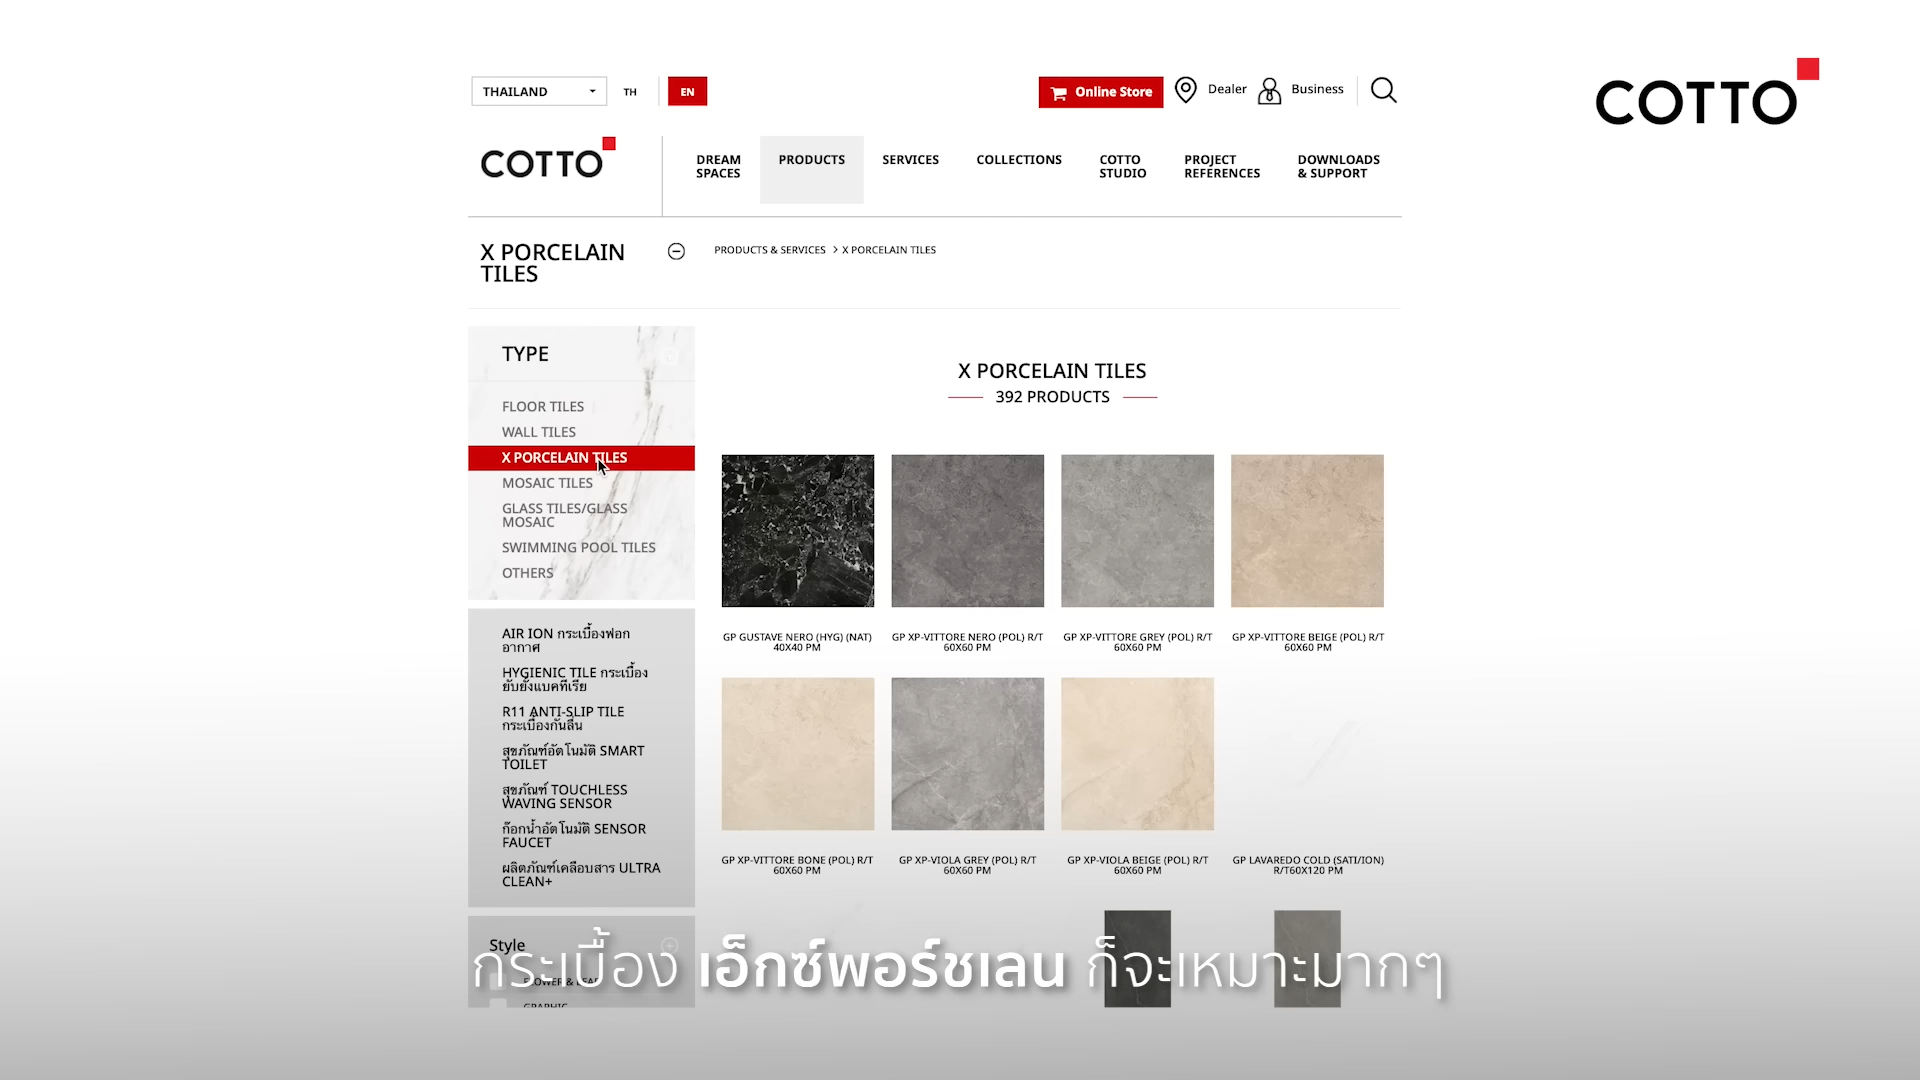 THAILAND
TH
EN
Online Store
Dealer
Business
COTTO
COTTO
DREAM
SPACES
PRODUCTS
SERVICES
COLLECTIONS
COTTO
STUDIO
PROJECT
REFERENCES
DOWNLOADS
& SUPPORT
X PORCELAIN
TILES
PRODUCTS & SERVICES > X PORCELAIN TILES
TYPE
FLOOR TILES
WALL TILES
X PORCELAIN TILES
MOSAIC TILES
GLASS TILES/GLASS
MOSAIC
SWIMMING POOL TILES
OTHERS
AIR ION กระเบื้องฟอก
อากาศ
HYGIENIC TILE กระเบื้อง
ยับยั้งแบคทีเรีย
R11 ANTI-SLIP TILE
กระเบื้องกันลื่น
สุขภัณฑ์อัตโนมัติ SMART
TOILET
สุขภัณฑ์ TOUCHLESS
WAVING SENSOR
ก๊อกน้ำอัตโนมัติ SENSOR
FAUCET
ผลิตภัณฑ์เคลือบสาร ULTRA
CLEAN+
Style
FLOWER & LEAF
GRAPHIC
X PORCELAIN TILES
392 PRODUCTS
GP GUSTAVE NERO (HYG) (NAT)
40X40 PM
GP XP-VITTORE NERO (POL) R/T
60X60 PM
GP XP-VITTORE GREY (POL) R/T
60X60 PM
GP XP-VITTORE BEIGE (POL) R/T
60X60 PM
GP XP-VITTORE BONE (POL) R/T
60X60 PM
GP XP-VIOLA GREY (POL) R/T
60X60 PM
GP XP-VIOLA BEIGE (POL) R/T
60X60 PM
GP LAVAREDO COLD (SATI/ION)
R/T60X120 PM
กระเบื้อง เอ็กซ์พอร์ซเลน ก็จะเหมาะมากๆ